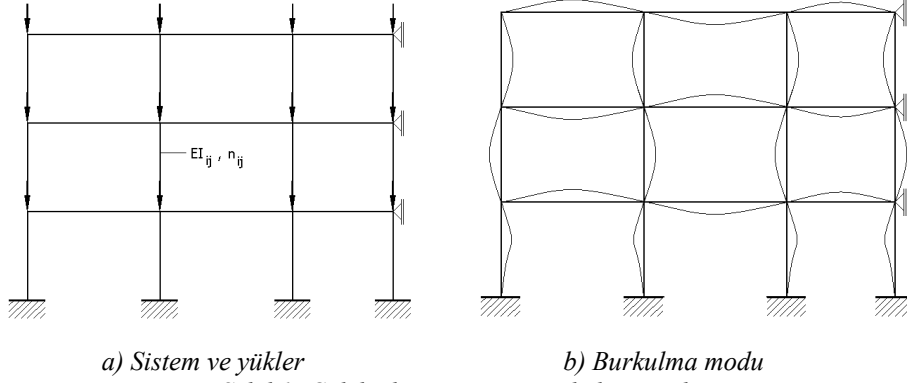 EI ij , n ij
a) Sistem ve yükler
b) Burkulma modu